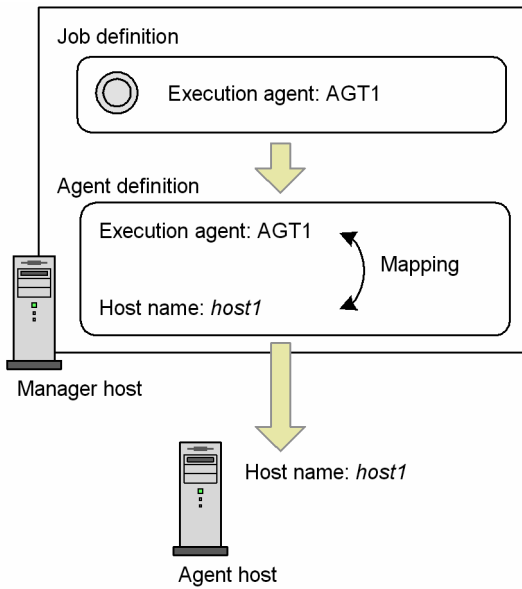 Job definition
Execution agent: AGT1
Agent definition
Execution agent: AGT1
Mapping
Host name: host1
Manager host
Host name: host1
Agent host